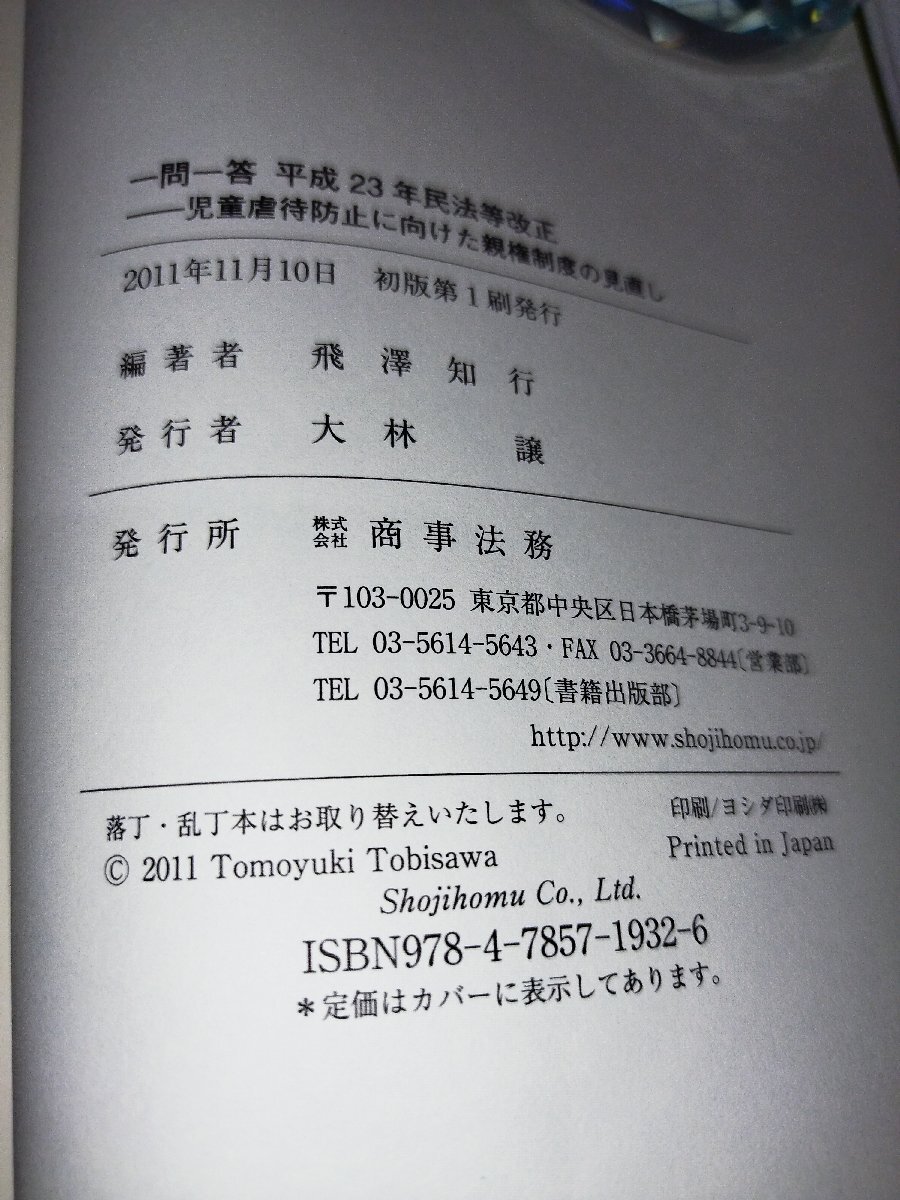 一問一答 平成23年民法等改正
――児童虐待防止に向けた親権制度の見直し
2011年11月10日 初版第1刷発行
編著者 飛澤知行
発行者 大林 譲
発行所 株式会社 商事法務
〒103-0025 東京都中央区日本橋茅場町3-9-10
TEL 03-5614-5643・FAX 03-3664-8844〔営業部〕
TEL 03-5614-5649〔書籍出版部〕
http://www.shojihomu.co.jp/
落丁・乱丁本はお取り替えいたします。 印刷/ヨシダ印刷㈱
© 2011 Tomoyuki Tobisawa Printed in Japan
Shojihomu Co., Ltd.
ISBN978-4-7857-1932-6
*定価はカバーに表示してあります。